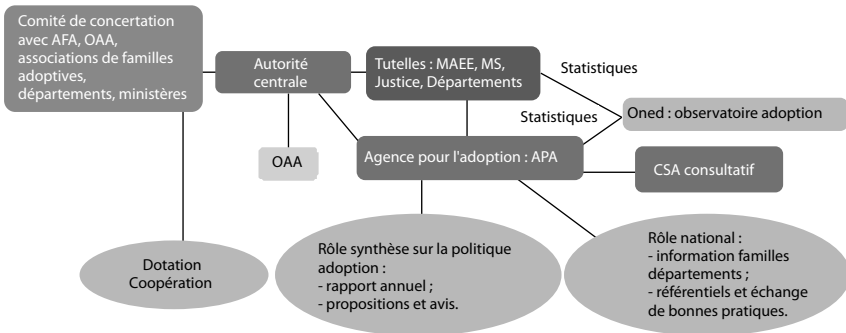 Comité de concertation
avec AFA, OAA,
associations de familles
adoptives,
départements, ministères
Autorité
centrale
Tutelles : MAEE, MS,
Justice, Départements
Statistiques
Statistiques
Oned : observatoire adoption
OAA
Agence pour l'adoption : APA
CSA consultatif
Dotation
Coopération
Rôle synthèse sur la politique
adoption :
- rapport annuel ;
- propositions et avis.
Rôle national :
- information familles
départements ;
- référentiels et échange
de bonnes pratiques.